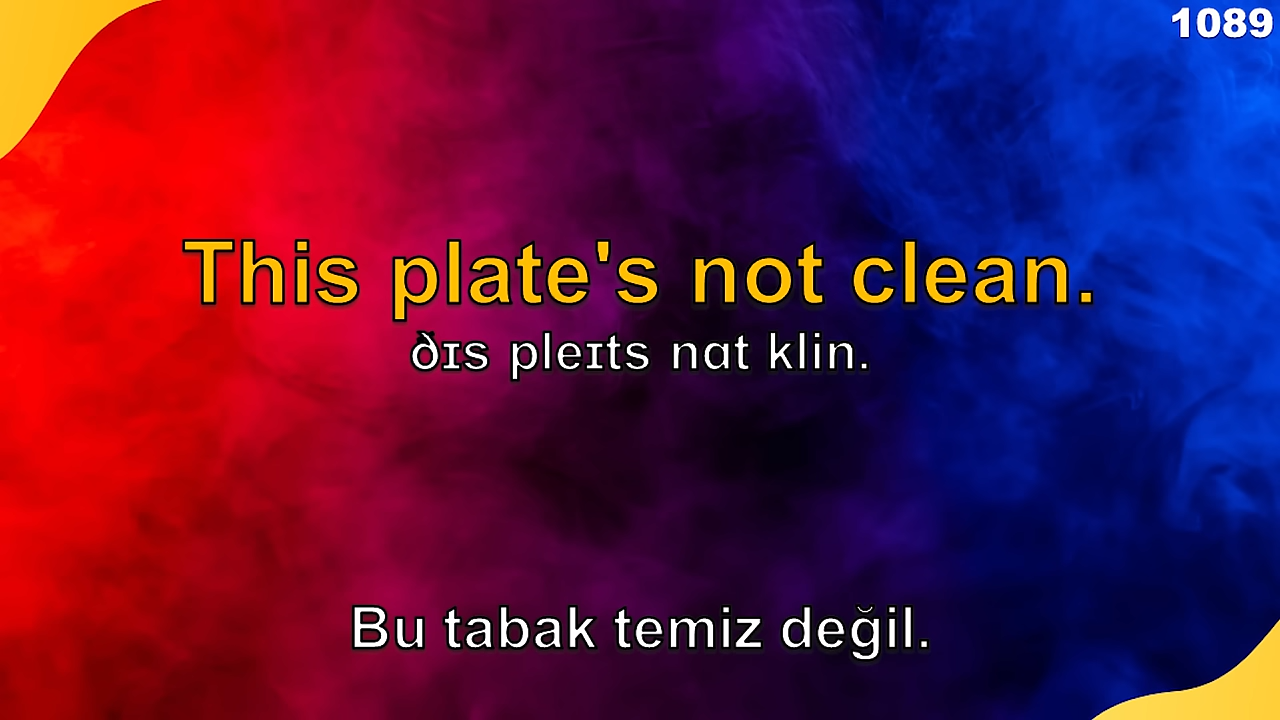 1089
This plate's not clean.
ðɪs pleɪts nɑt klin.
Bu tabak temiz değil.